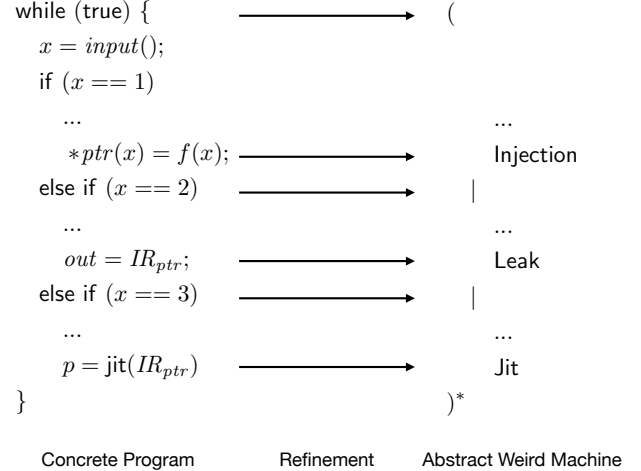 while (true) { (
x = input();
if (x == 1)
... ...
*ptr(x) = f(x); Injection
else if (x == 2) |
... ...
out = IR_ptr; Leak
else if (x == 3) |
... ...
p = jit(IR_ptr) Jit
} )*
Concrete Program Refinement Abstract Weird Machine